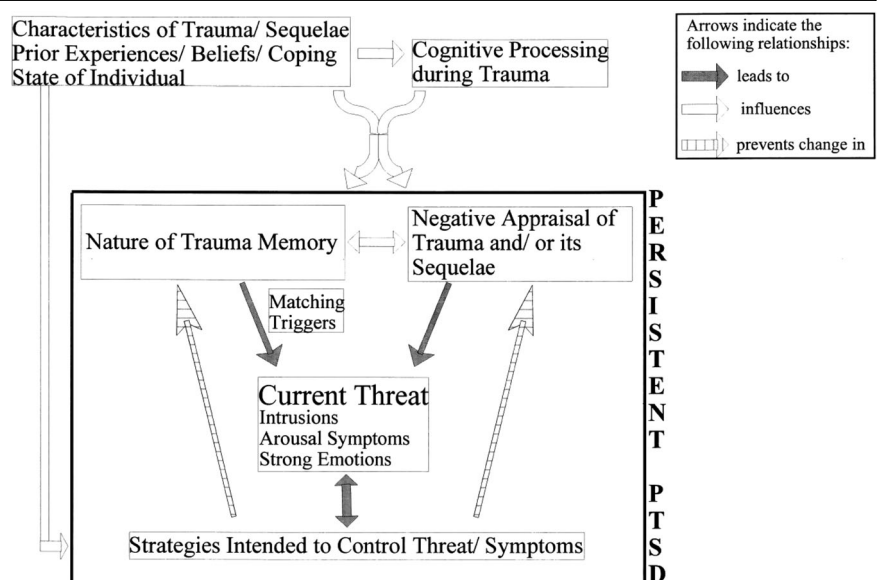 Characteristics of Trauma/ Sequelae
Prior Experiences/ Beliefs/ Coping
State of Individual
Cognitive Processing
during Trauma
Arrows indicate the
following relationships:
leads to
influences
prevents change in
Nature of Trauma Memory
Negative Appraisal of
Trauma and/ or its
Sequelae
Matching
Triggers
Current Threat
Intrusions
Arousal Symptoms
Strong Emotions
Strategies Intended to Control Threat/ Symptoms
PERSISTENT PTSD